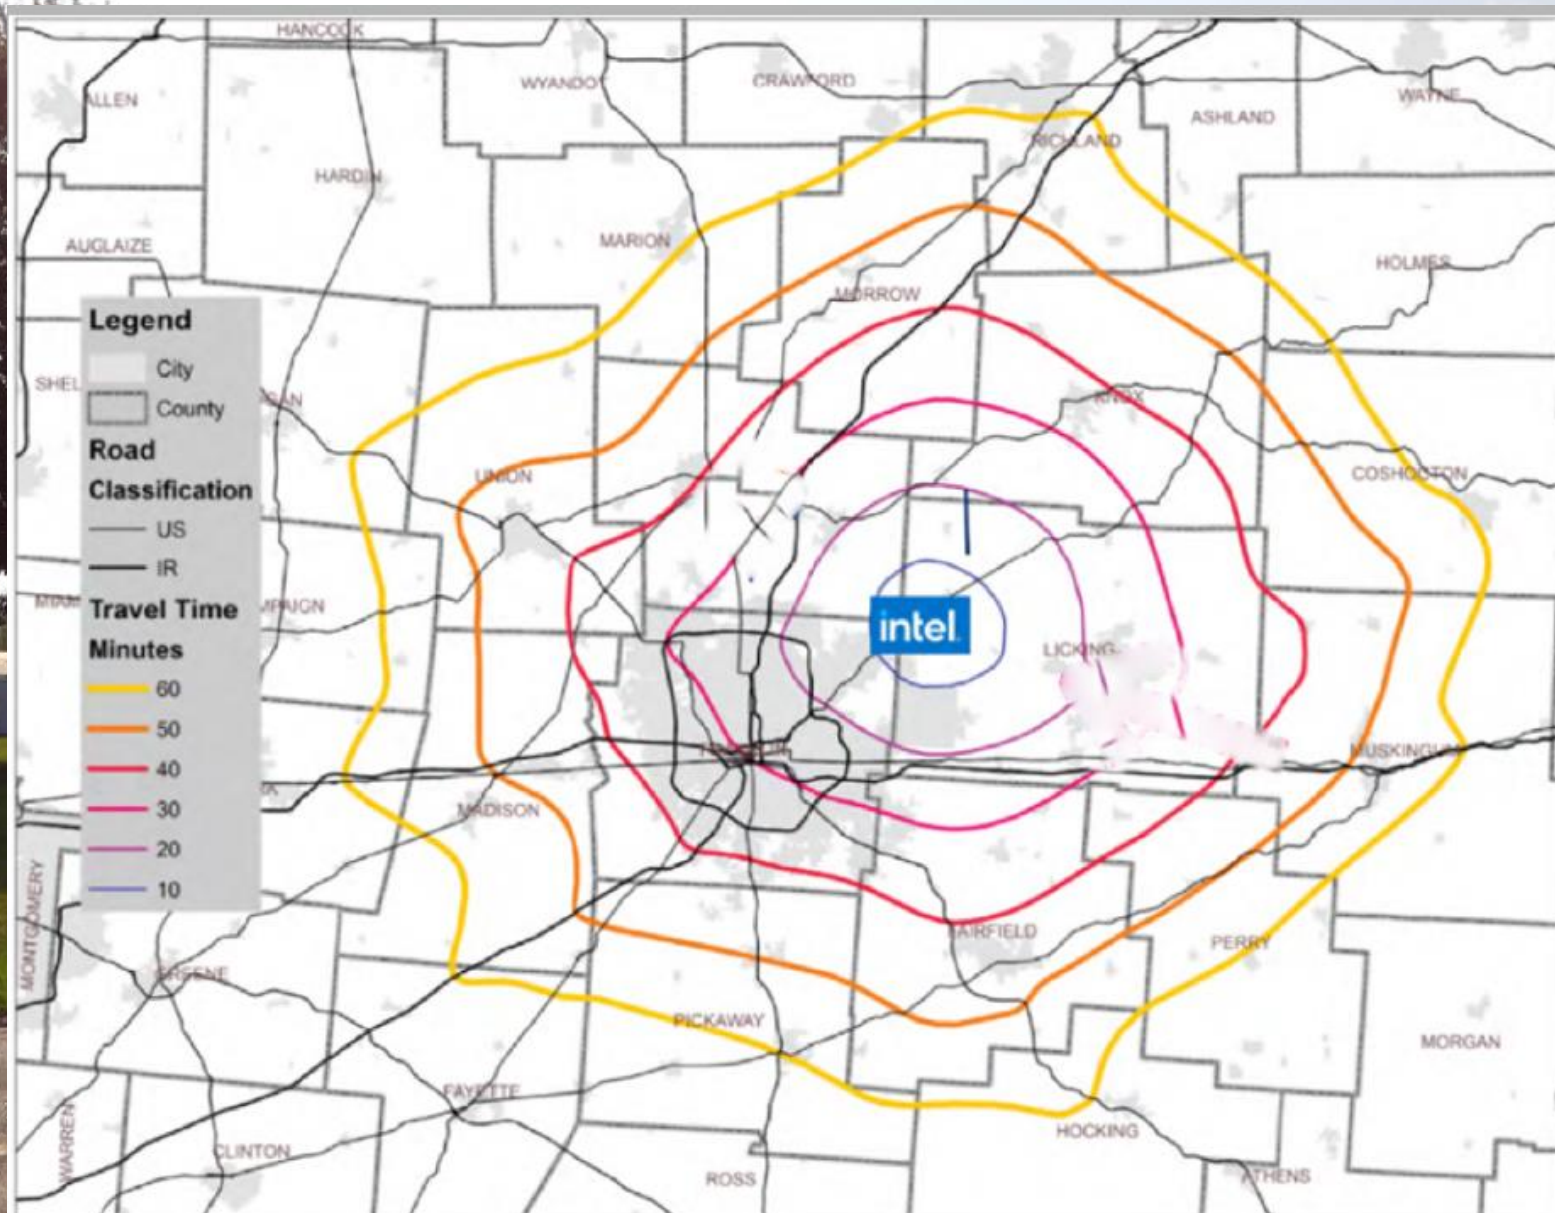 HANCOCK
WYANDOT
CRAWFORD
ALLEN
ASHLAND
WAYNE
RICHLAND
HARDIN
AUGLAIZE
MARION
HOLMES
MORROW
Legend
City
County
SHEL
KNOX
Road
Classification
US
IR
UNION
COSHOCTON
Travel Time
Minutes
60
50
40
30
20
10
MPAIGN
intel
LICKING
MUSKINGUM
MADISON
MONTGOMERY
FAIRFIELD
PERRY
GREENE
PICKAWAY
MORGAN
FAYETTE
WARREN
CLINTON
HOCKING
ROSS
ATHENS